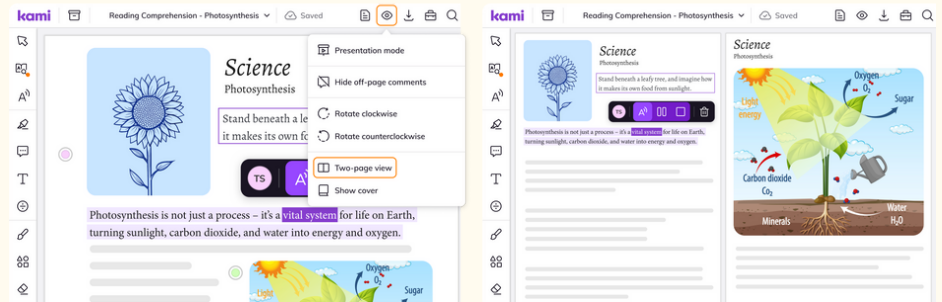 kami
Reading Comprehension - Photosynthesis
Saved
Presentation mode
Hide off-page comments
Rotate clockwise
Rotate counterclockwise
Two-page view
Show cover
Science
Photosynthesis
Stand beneath a leafy
it makes its own fo
TS
A
Photosynthesis is not just a process – it's a vital system for life on Earth,
turning sunlight, carbon dioxide, and water into energy and oxygen.
Light
Oxygen
O₂
Sugar
T
kami
Reading Comprehension - Photosynthesis
Saved
Science
Photosynthesis
Stand beneath a leafy tree, and imagine how
it makes its own food from sunlight.
TS
A
Photosynthesis is not just a process – it's a vital system for life on Earth,
turning sunlight, carbon dioxide, and water into energy and oxygen.
T
Science
Photosynthesis
Light
energy
Oxygen
O₂
Sugar
Carbon dioxide
Co₂
Water
H₂O
Minerals